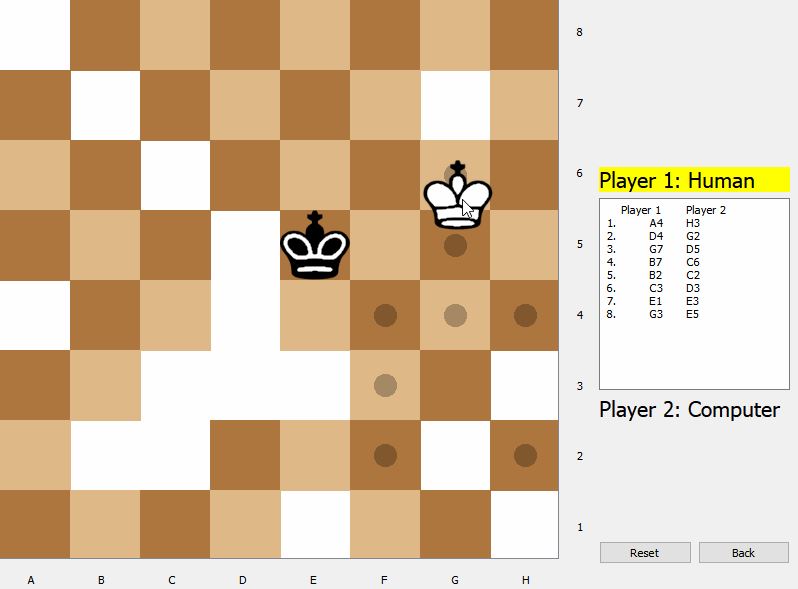 8
7
6
5
4
3
2
1
A B C D E F G H
Player 1: Human
Player 1 Player 2
1. A4 H3
2. D4 G2
3. G7 D5
4. B7 C6
5. B2 C2
6. C3 D3
7. E1 E3
8. G3 E5
Player 2: Computer
Reset Back